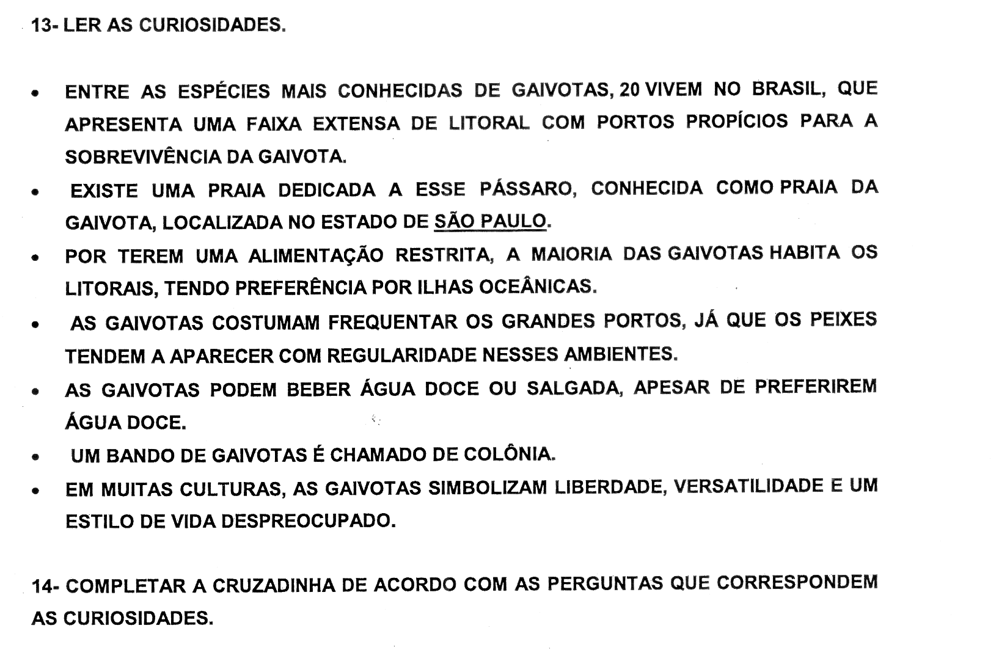 13- LER AS CURIOSIDADES.
• ENTRE AS ESPÉCIES MAIS CONHECIDAS DE GAIVOTAS, 20 VIVEM NO BRASIL, QUE
APRESENTA UMA FAIXA EXTENSA DE LITORAL COM PORTOS PROPÍCIOS PARA A
SOBREVIVÊNCIA DA GAIVOTA.
• EXISTE UMA PRAIA DEDICADA A ESSE PÁSSARO, CONHECIDA COMO PRAIA DA
GAIVOTA, LOCALIZADA NO ESTADO DE SÃO PAULO.
• POR TEREM UMA ALIMENTAÇÃO RESTRITA, A MAIORIA DAS GAIVOTAS HABITA OS
LITORAIS, TENDO PREFERÊNCIA POR ILHAS OCEÂNICAS.
• AS GAIVOTAS COSTUMAM FREQUENTAR OS GRANDES PORTOS, JÁ QUE OS PEIXES
TENDEM A APARECER COM REGULARIDADE NESSES AMBIENTES.
• AS GAIVOTAS PODEM BEBER ÁGUA DOCE OU SALGADA, APESAR DE PREFERIREM
ÁGUA DOCE.
• UM BANDO DE GAIVOTAS É CHAMADO DE COLÔNIA.
• EM MUITAS CULTURAS, AS GAIVOTAS SIMBOLIZAM LIBERDADE, VERSATILIDADE E UM
ESTILO DE VIDA DESPREOCUPADO.
14- COMPLETAR A CRUZADINHA DE ACORDO COM AS PERGUNTAS QUE CORRESPONDEM
AS CURIOSIDADES.